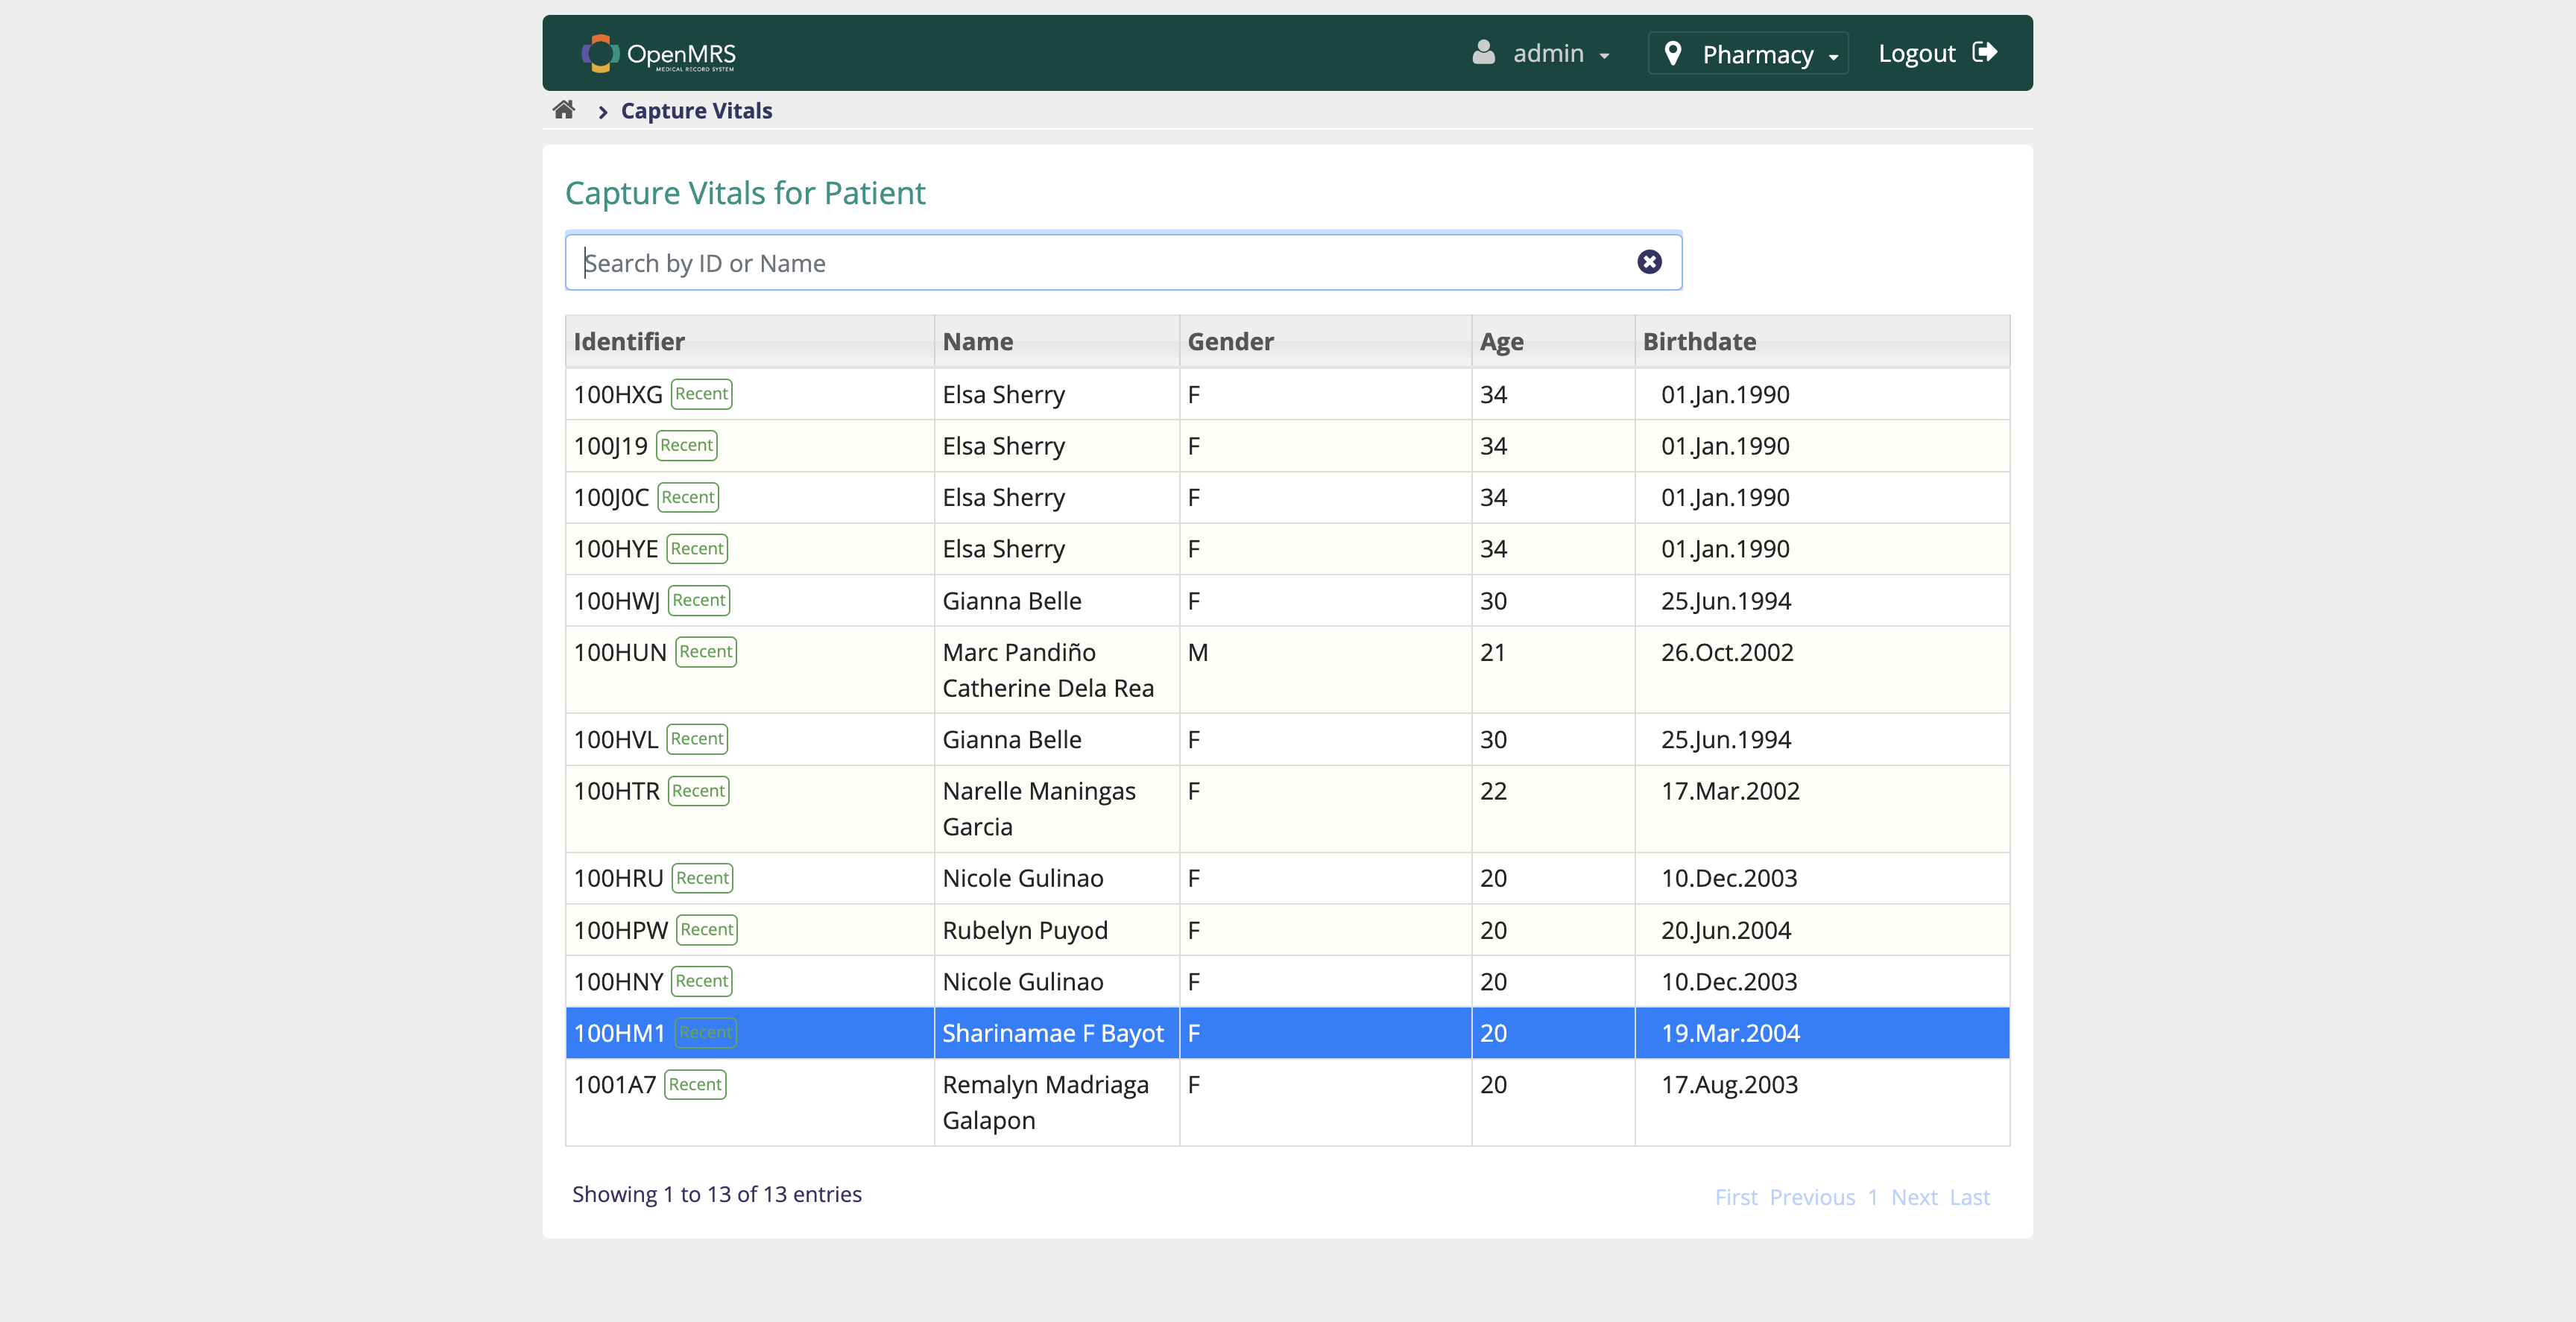 OpenMRS
MEDICAL RECORD SYSTEM
admin
Pharmacy
Logout
Capture Vitals
Capture Vitals for Patient
Search by ID or Name
Identifier Name Gender Age Birthdate
100HXG Recent Elsa Sherry F 34 01.Jan.1990
100J19 Recent Elsa Sherry F 34 01.Jan.1990
100J0C Recent Elsa Sherry F 34 01.Jan.1990
100HYE Recent Elsa Sherry F 34 01.Jan.1990
100HWJ Recent Gianna Belle F 30 25.Jun.1994
100HUN Recent Marc Pandiño M 21 26.Oct.2002
Catherine Dela Rea
100HVL Recent Gianna Belle F 30 25.Jun.1994
100HTR Recent Narelle Maningas F 22 17.Mar.2002
Garcia
100HRU Recent Nicole Gulinao F 20 10.Dec.2003
100HPW Recent Rubelyn Puyod F 20 20.Jun.2004
100HNY Recent Nicole Gulinao F 20 10.Dec.2003
100HM1 Recent Sharinamae F Bayot F 20 19.Mar.2004
1001A7 Recent Remalyn Madriaga F 20 17.Aug.2003
Galapon
Showing 1 to 13 of 13 entries
First Previous 1 Next Last